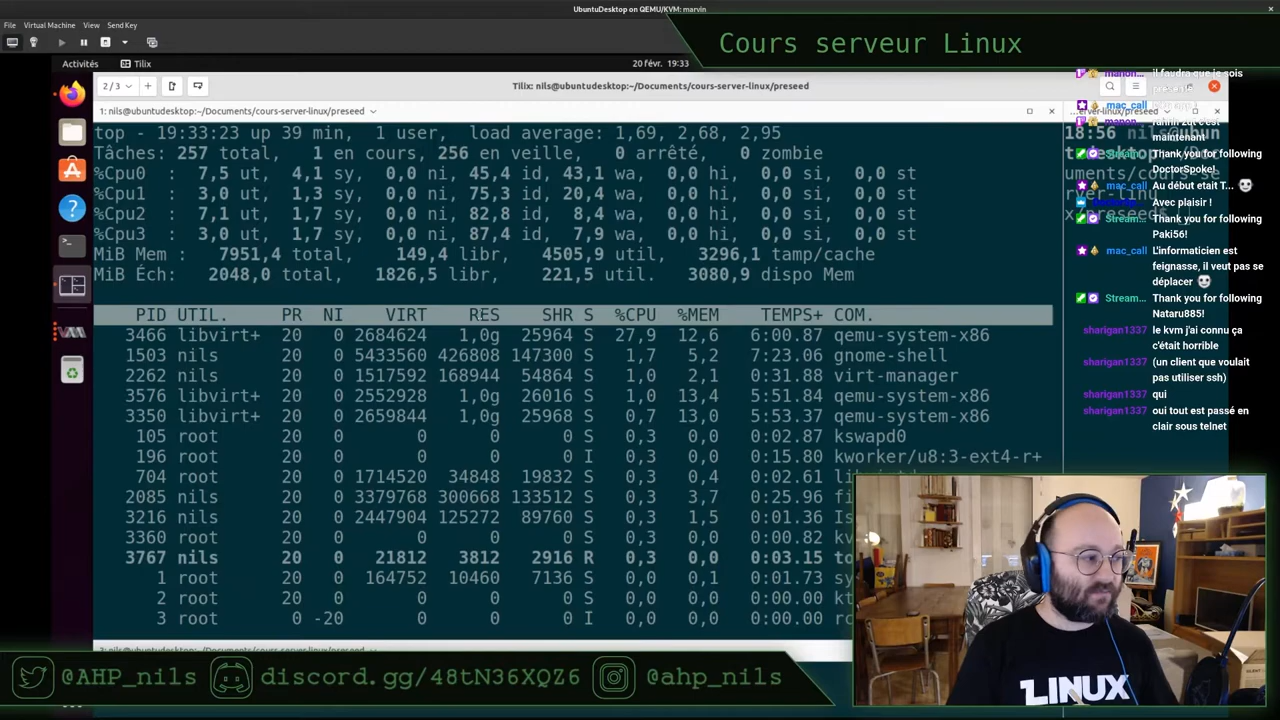 UbuntuDesktop on QEMU/KVM: marvin
File Virtual Machine View Send Key
Cours serveur Linux
Activités Tilix 20 févr. 19:33
2/3 Tilix: nils@ubuntudesktop:~/Documents/cours-server-linux/preseed
1: nils@ubuntudesktop:~/Documents/cours-server-linux/preseed
top - 19:33:23 up 39 min, 1 user, load average: 1,69, 2,68, 2,95
Tâches: 257 total, 1 en cours, 256 en veille, 0 arrêté, 0 zombie
%Cpu0 : 7,5 ut, 4,1 sy, 0,0 ni, 45,4 id, 43,1 wa, 0,0 hi, 0,0 si, 0,0 st
%Cpu1 : 3,0 ut, 1,3 sy, 0,0 ni, 75,3 id, 20,4 wa, 0,0 hi, 0,0 si, 0,0 st
%Cpu2 : 7,1 ut, 1,7 sy, 0,0 ni, 82,8 id, 8,4 wa, 0,0 hi, 0,0 si, 0,0 st
%Cpu3 : 3,0 ut, 1,7 sy, 0,0 ni, 87,4 id, 7,9 wa, 0,0 hi, 0,0 si, 0,0 st
MiB Mem : 7951,4 total, 149,4 libr, 4505,9 util, 3296,1 tamp/cache
MiB Éch: 2048,0 total, 1826,5 libr, 221,5 util. 3080,9 dispo Mem
PID UTIL. PR NI VIRT RES SHR S %CPU %MEM TEMPS+ COM.
3466 libvirt+ 20 0 2684624 1,0g 25964 S 27,9 12,6 6:00.87 qemu-system-x86
1503 nils 20 0 5433560 426808 147300 S 1,7 5,2 7:23.06 gnome-shell
2262 nils 20 0 1517592 168944 54864 S 1,0 2,1 0:31.88 virt-manager
3576 libvirt+ 20 0 2552928 1,0g 26016 S 1,0 13,4 5:51.84 qemu-system-x86
3350 libvirt+ 20 0 2659844 1,0g 25968 S 0,7 13,0 5:53.37 qemu-system-x86
105 root 20 0 0 0 0 S 0,3 0,0 0:02.87 kswapd0
196 root 20 0 0 0 0 I 0,3 0,0 0:15.80 kworker/u8:3-ext4-r+
704 root 20 0 1714520 34848 19832 S 0,3 0,4 0:02.61
2085 nils 20 0 3379768 300668 133512 S 0,3 3,7 0:25.96
3216 nils 20 0 2447904 125272 89760 S 0,3 1,5 0:01.36
3360 root 20 0 0 0 0 S 0,3 0,0 0:00.82
3767 nils 20 0 21812 3812 2916 R 0,3 0,0 0:03.15 to
1 root 20 0 164752 10460 7136 S 0,0 0,1 0:01.73 sy
2 root 20 0 0 0 0 S 0,0 0,0 0:00.00 kt
3 root 0 -20 0 0 0 I 0,0 0,0 0:00.00
manon... il faudra que je sois
mac_call
manon...
maintenant
Stream... Thank you for following
DoctorSpoke!
mac_call Au début etait T...
Avec plaisir !
Stream... Thank you for following
Paki56!
mac_call L'informaticien est
feignasse, il veut pas se
déplacer
Stream... Thank you for following
Nataru885!
sharigan1337 le kvm j'ai connu ça
c'était horrible
sharigan1337 (un client que voulait
pas utiliser ssh)
sharigan1337 qui
sharigan1337 oui tout est passé en
clair sous telnet
LINUX
@AHP_nils discord.gg/48tN36XQZ6 @ahp_nils